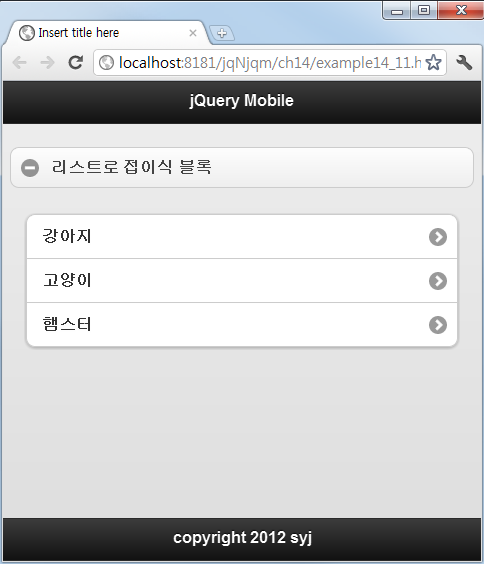 Insert title here
localhost:8181/jqNjqm/ch14/example14_11.h
jQuery Mobile
리스트로 집이식 블록
강아지
고양이
햄스터
copyright 2012 syj